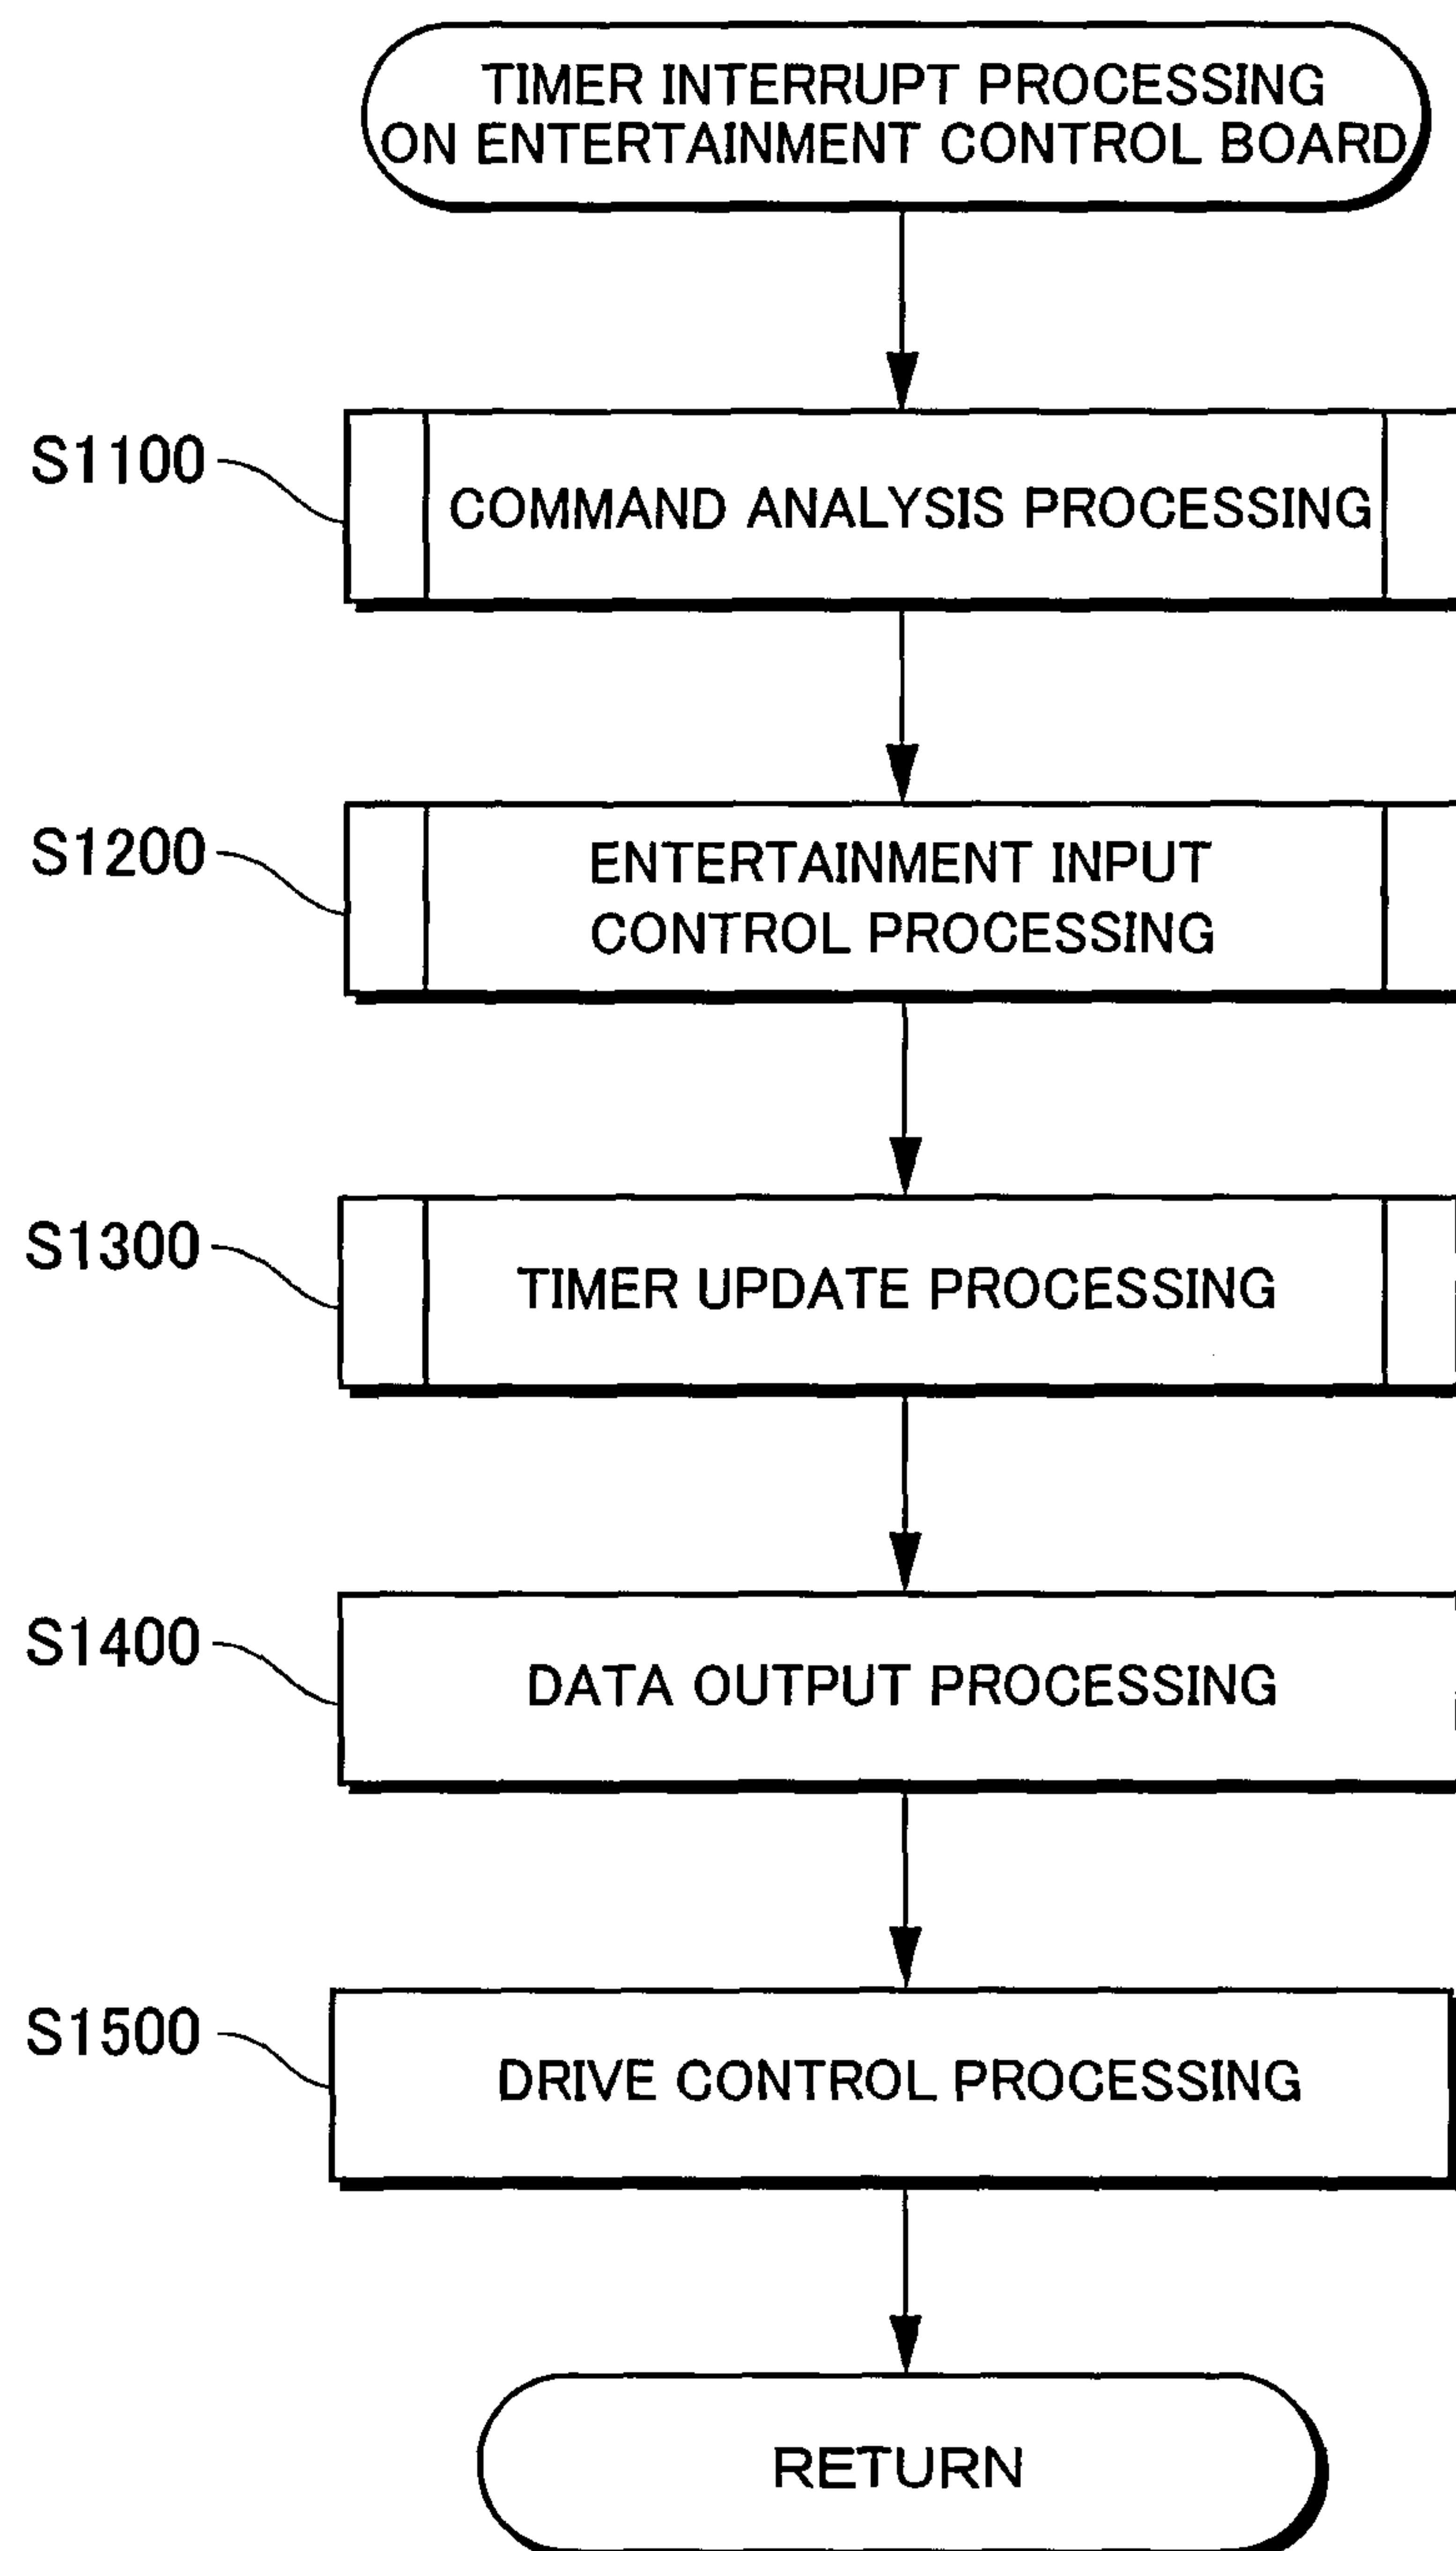 TIMER INTERRUPT PROCESSING
ON ENTERTAINMENT CONTROL BOARD
S1100
COMMAND ANALYSIS PROCESSING
S1200
ENTERTAINMENT INPUT
CONTROL PROCESSING
S1300
TIMER UPDATE PROCESSING
S1400
DATA OUTPUT PROCESSING
S1500
DRIVE CONTROL PROCESSING
RETURN